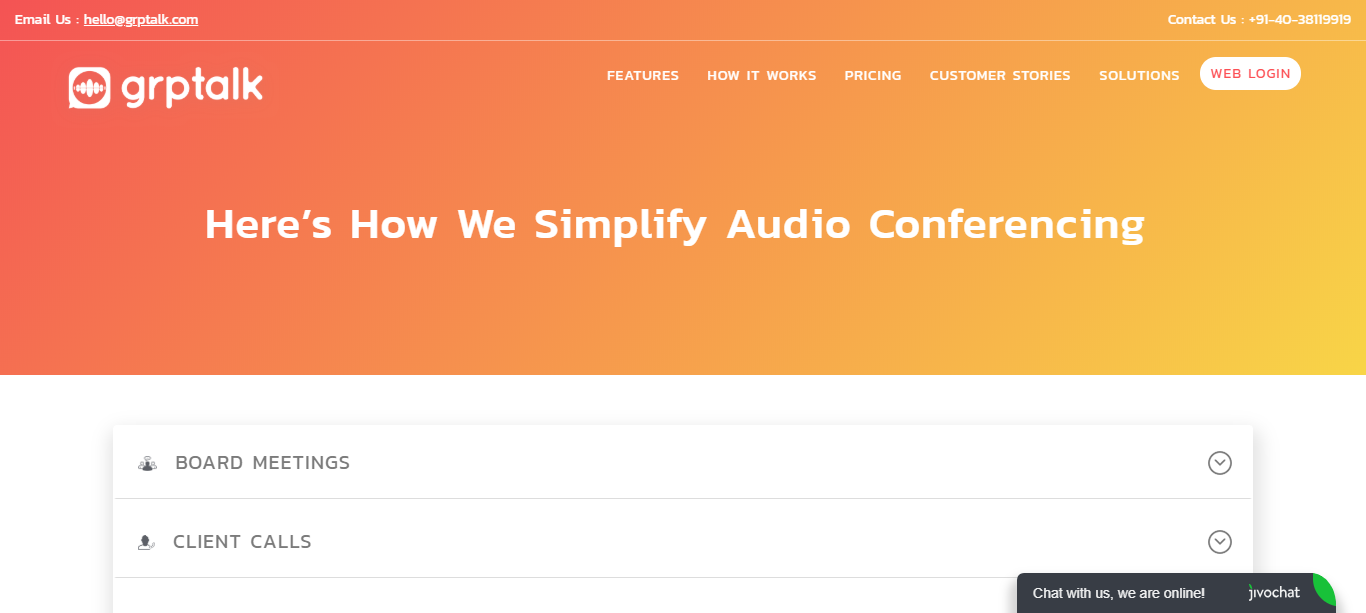 Email Us : hello@grptalk.com
Contact Us : +91-40-38119919
grptalk
FEATURES HOW IT WORKS PRICING CUSTOMER STORIES SOLUTIONS WEB LOGIN
Here’s How We Simplify Audio Conferencing
BOARD MEETINGS
CLIENT CALLS
Chat with us, we are online! jivochat